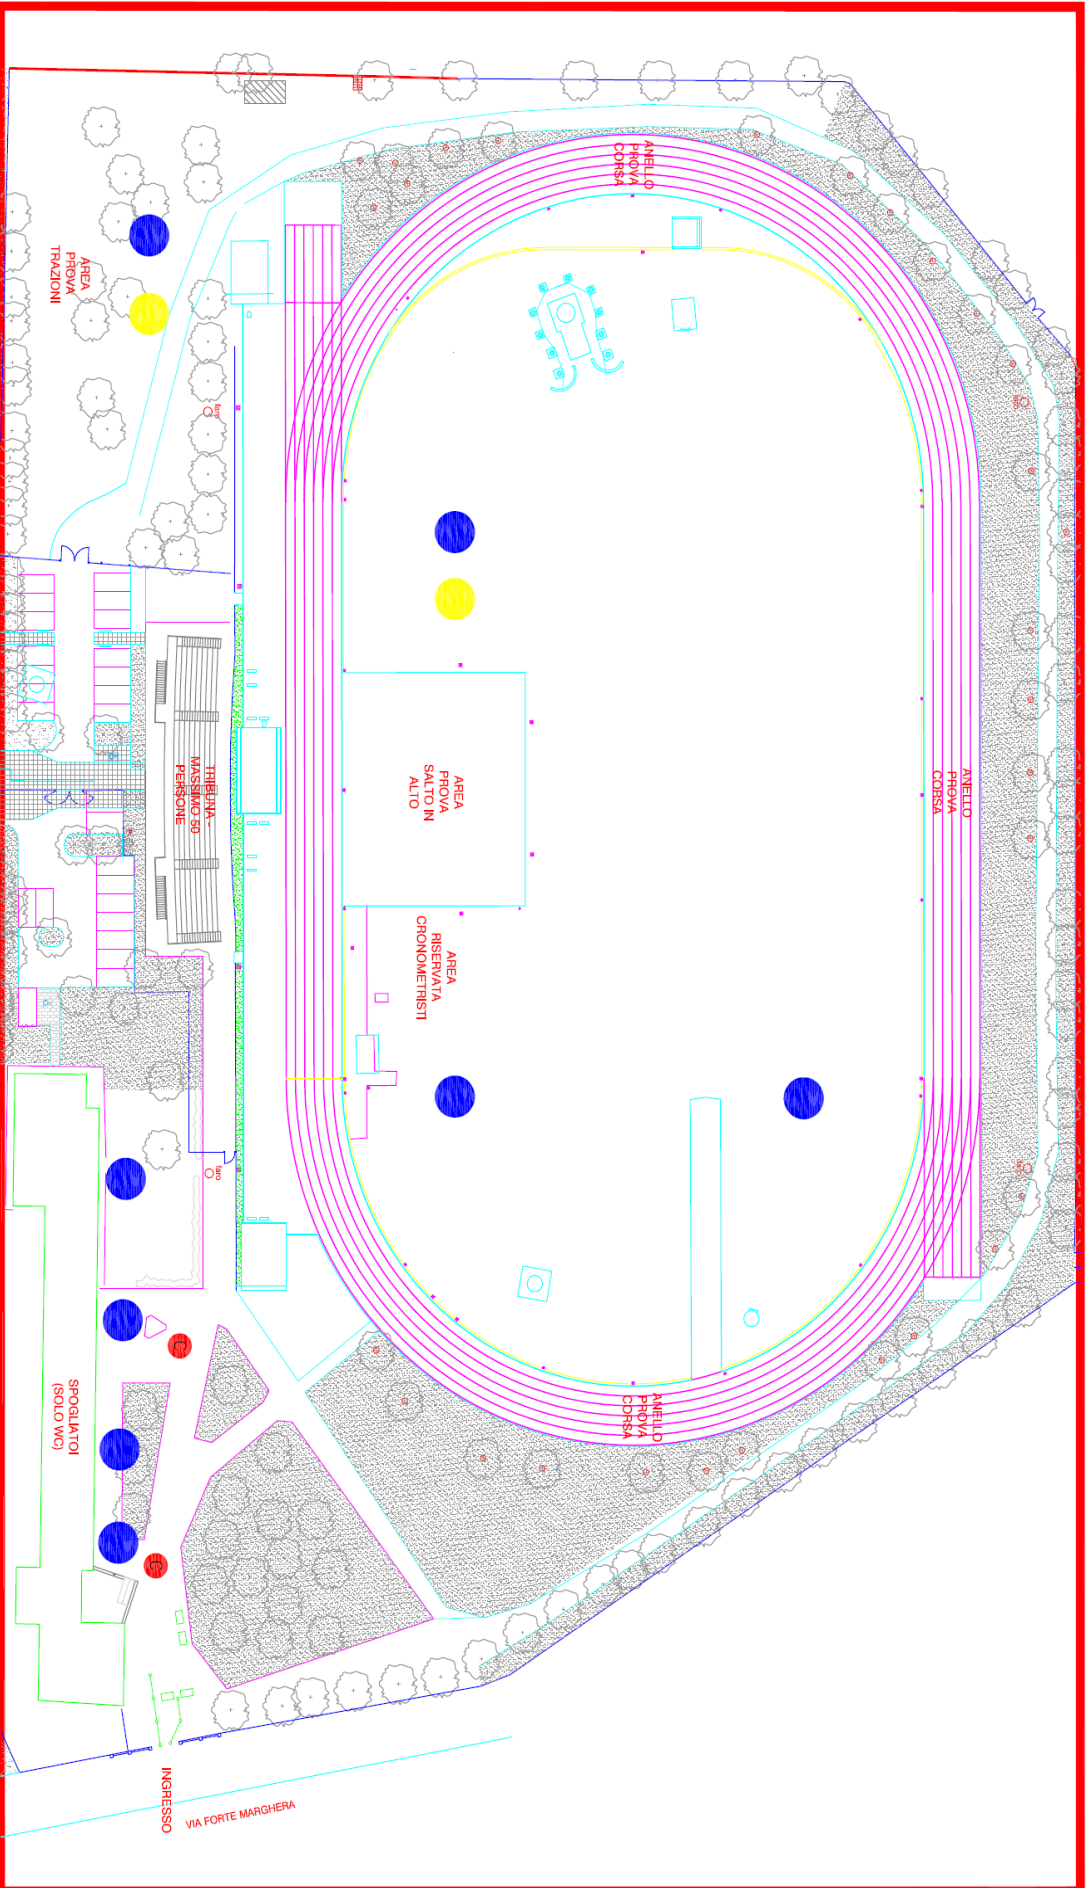 ANELLO
PROVA
CORSA
AREA
PROVA
TRAZIONI
faro
TRIBUNA -
MASSIMO 50
PERSONE
AREA
PROVA
SALTO IN
ALTO
ANELLO
PROVA
CORSA
AREA
RISERVATA
CRONOMETRISTI
faro
C
SPOGLIATOI
(SOLO WC)
ANELLO
PROVA
CORSA
C
INGRESSO
VIA FORTE MARGHERA